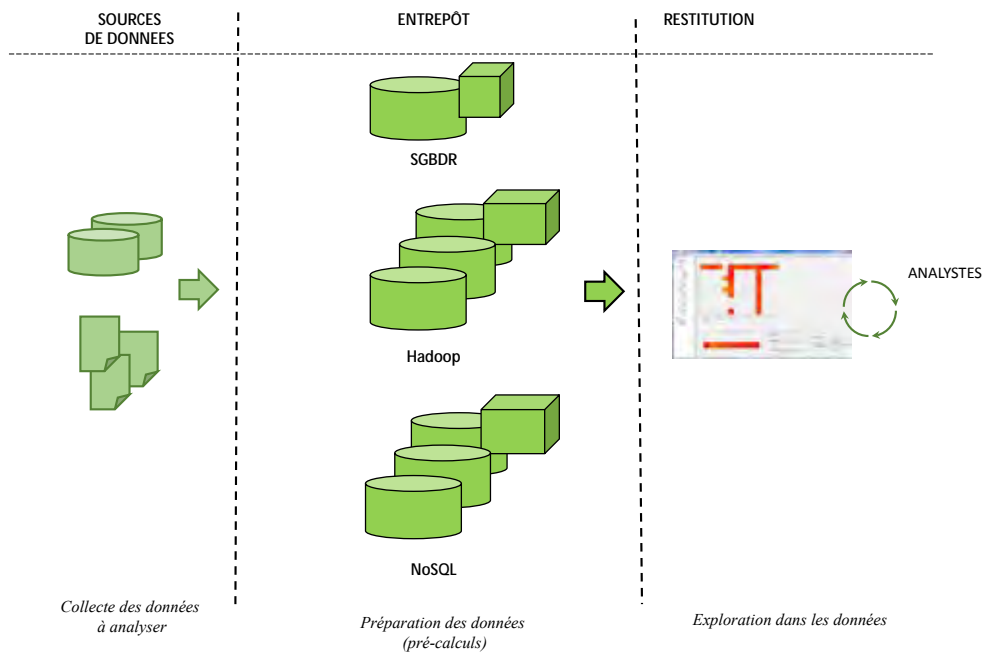 SOURCES
DE DONNEES
ENTREPÔT
RESTITUTION
SGBDR
Hadoop
NoSQL
ANALYSTES
Collecte des données
à analyser
Préparation des données
(pré-calculs)
Exploration dans les données